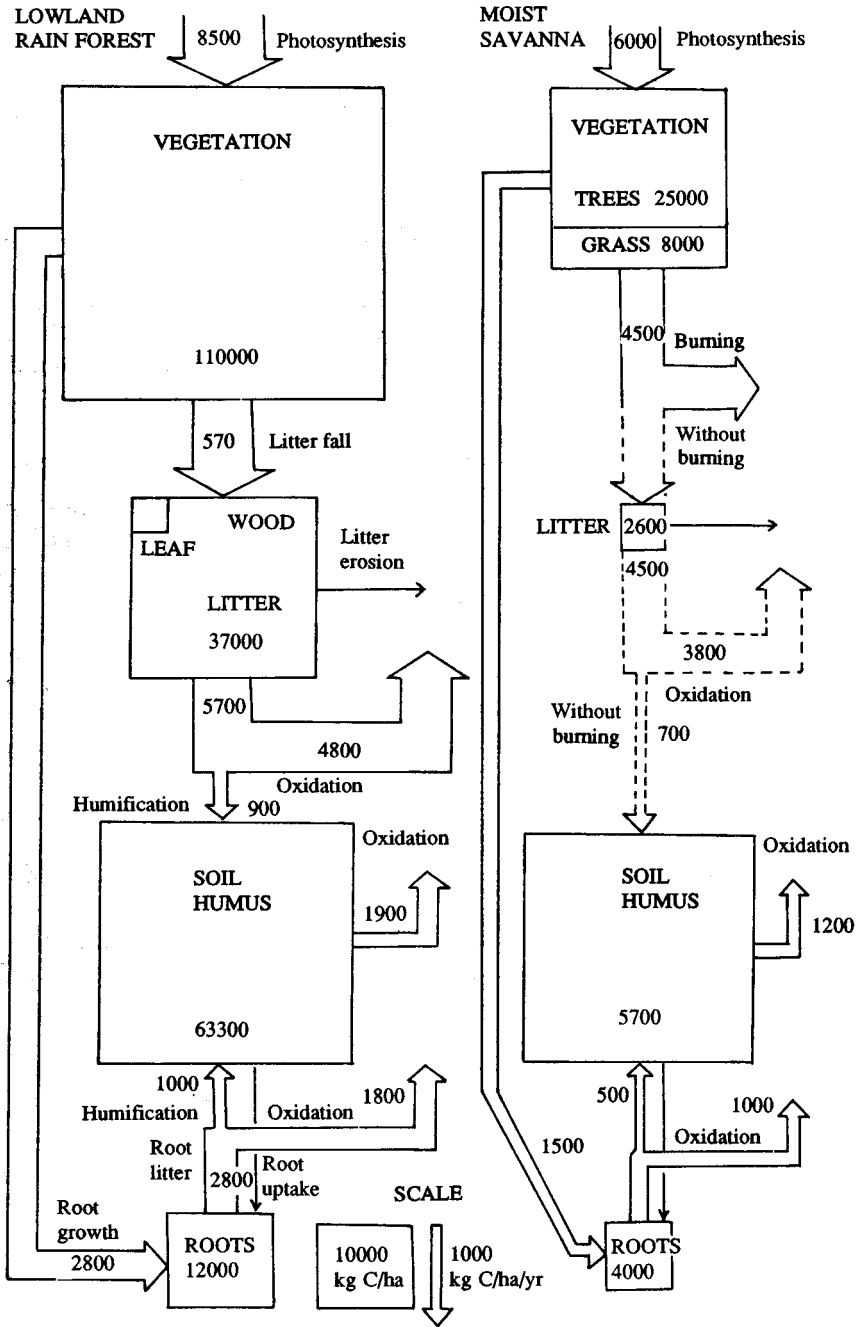 LOWLAND
RAIN FOREST
8500
Photosynthesis
VEGETATION
110000
570
Litter fall
WOOD
LEAF
LITTER
37000
Litter
erosion
5700
4800
Oxidation
Humification
900
Oxidation
SOIL
HUMUS
1900
63300
1000
Humification
Oxidation
1800
Root
litter
2800
Root
uptake
Root
growth
2800
ROOTS
12000
SCALE
10000
kg C/ha
1000
kg C/ha/yr
MOIST
SAVANNA
6000
Photosynthesis
VEGETATION
TREES 25000
GRASS 8000
4500
Burning
Without
burning
LITTER
2600
4500
3800
Oxidation
Without
burning
700
Oxidation
SOIL
HUMUS
1200
5700
500
1000
Oxidation
1500
ROOTS
4000